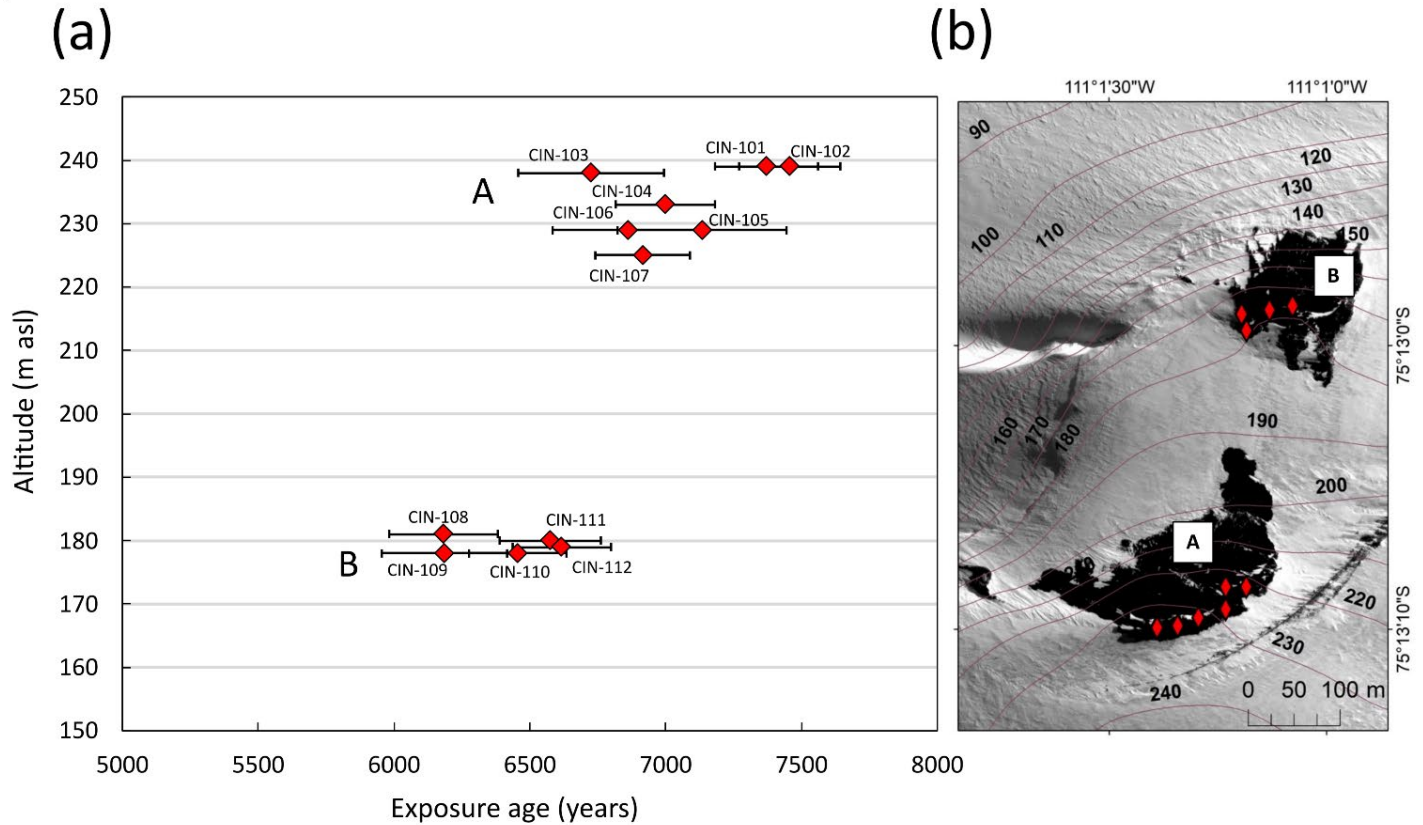 (a)
250
240
230
220
210
200
190
180
170
160
150
Altitude (m asl)
CIN-103
CIN-101
CIN-102
A
CIN-104
CIN-106
CIN-105
CIN-107
CIN-108
CIN-111
B
CIN-109
CIN-110
CIN-112
5000
5500
6000
6500
7000
7500
8000
Exposure age (years)
(b)
111°1'30"W
111°1'0"W
90
120
130
140
100
110
150
B
75°13'0"S
190
160
170
180
200
A
220
230
240
75°13'10"S
0 50 100 m